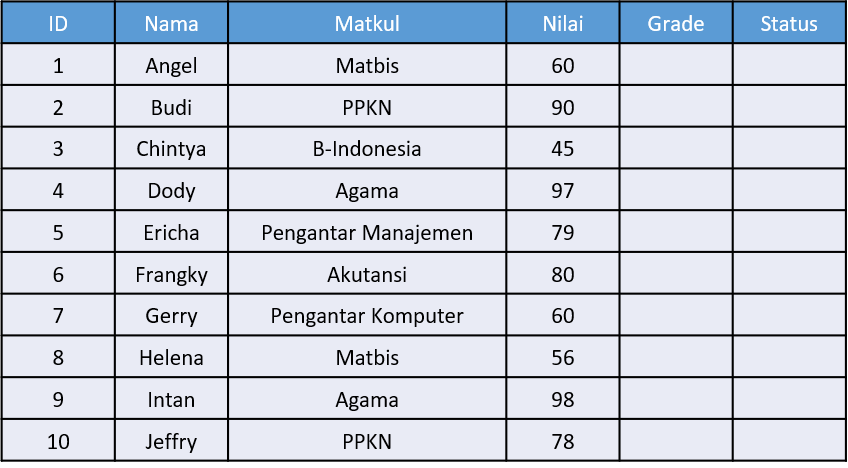 ID Nama Matkul Nilai Grade Status
1 Angel Matbis 60
2 Budi PPKN 90
3 Chintya B-Indonesia 45
4 Dody Agama 97
5 Ericha Pengantar Manajemen 79
6 Frangky Akutansi 80
7 Gerry Pengantar Komputer 60
8 Helena Matbis 56
9 Intan Agama 98
10 Jeffry PPKN 78